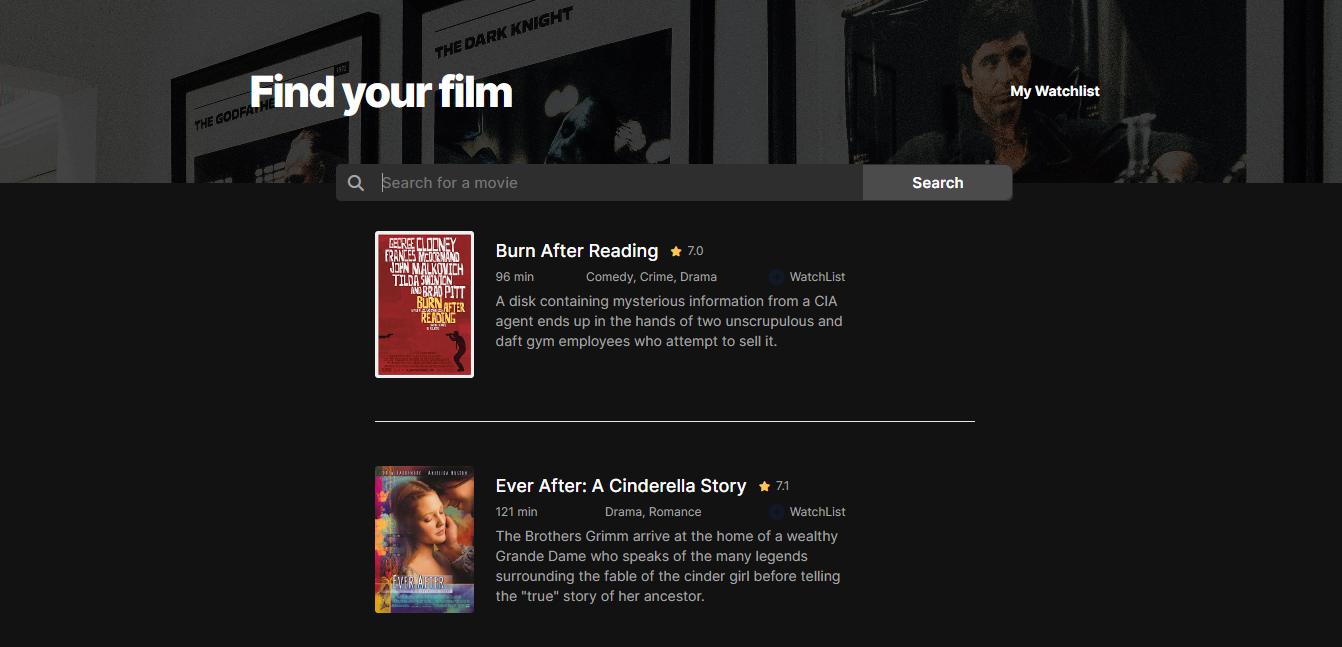 THE DARK KNIGHT
1972
THE GODFATHE
Find your film
My Watchlist
Search for a movie
Search
GEORGE CLOONEY
FRANCES McDORMAND
JOHN MALKOVICH
TILDA SWINTON
AND BRAD PITT
BURN AFTER
READING
Burn After Reading 7.0
96 min Comedy, Crime, Drama WatchList
A disk containing mysterious information from a CIA
agent ends up in the hands of two unscrupulous and
daft gym employees who attempt to sell it.
EVER AFTER
Ever After: A Cinderella Story 7.1
121 min Drama, Romance WatchList
The Brothers Grimm arrive at the home of a wealthy
Grande Dame who speaks of the many legends
surrounding the fable of the cinder girl before telling
the "true" story of her ancestor.